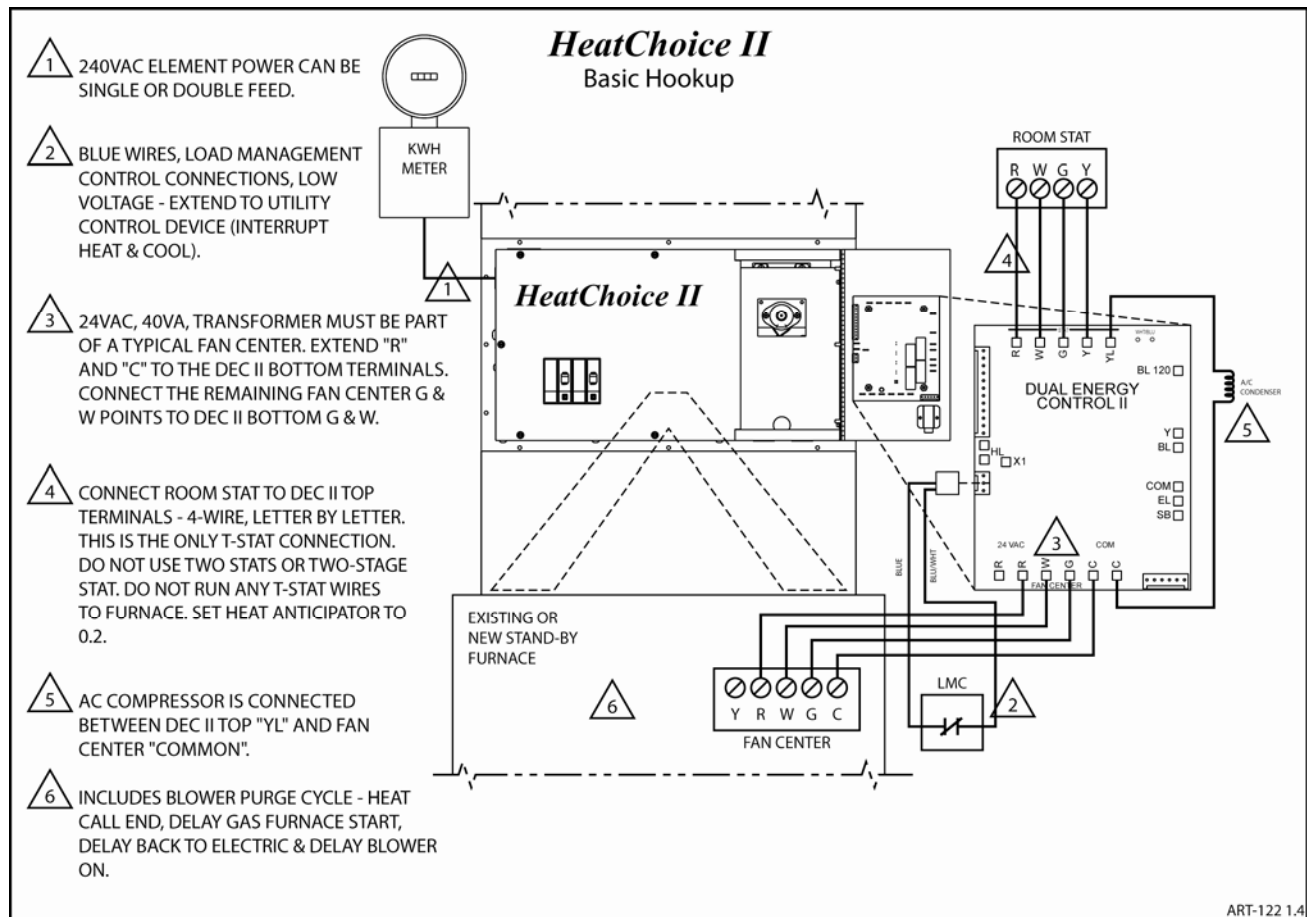 HeatChoice II
Basic Hookup
1
240VAC ELEMENT POWER CAN BE
SINGLE OR DOUBLE FEED.
2
BLUE WIRES, LOAD MANAGEMENT
CONTROL CONNECTIONS, LOW
VOLTAGE - EXTEND TO UTILITY
CONTROL DEVICE (INTERRUPT
HEAT & COOL).
3
24VAC, 40VA, TRANSFORMER MUST BE PART
OF A TYPICAL FAN CENTER. EXTEND "R"
AND "C" TO THE DEC II BOTTOM TERMINALS.
CONNECT THE REMAINING FAN CENTER G &
W POINTS TO DEC II BOTTOM G & W.
4
CONNECT ROOM STAT TO DEC II TOP
TERMINALS - 4-WIRE, LETTER BY LETTER.
THIS IS THE ONLY T-STAT CONNECTION.
DO NOT USE TWO STATS OR TWO-STAGE
STAT. DO NOT RUN ANY T-STAT WIRES
TO FURNACE. SET HEAT ANTICIPATOR TO
0.2.
5
AC COMPRESSOR IS CONNECTED
BETWEEN DEC II TOP "YL" AND FAN
CENTER "COMMON".
6
INCLUDES BLOWER PURGE CYCLE - HEAT
CALL END, DELAY GAS FURNACE START,
DELAY BACK TO ELECTRIC & DELAY BLOWER
ON.
KWH
METER
1
HeatChoice II
ROOM STAT
R W G Y
4
R W G Y YL
WHT/BLU
BL 120
DUAL ENERGY
CONTROL II
A/C
CONDENSER
5
Y
BL
HL
X1
COM
EL
SB
24 VAC
3
COM
R R W G C C
FAN CENTER
BLUE
BLU/WHT
EXISTING OR
NEW STAND-BY
FURNACE
6
Y R W G C
FAN CENTER
LMC
2
ART-122 1.4